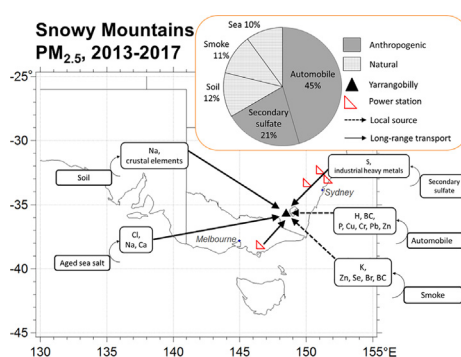 Snowy Mountains
PM2.5, 2013-2017
Sea 10%
Smoke
11%
Soil
12%
Automobile
45%
Secondary
sulfate
21%
Anthropogenic
Natural
Yarrangobilly
Power station
Local source
Long-range transport
-25°
-30
-35
-40
-45
130
135
140
145
150
155°E
Na,
crustal elements
Soil
Cl,
Na, Ca
Aged sea salt
S,
industrial heavy metals
Secondary
sulfate
H, BC,
P, Cu, Cr, Pb, Zn
Automobile
K,
Zn, Se, Br, BC
Smoke
Sydney
Melbourne